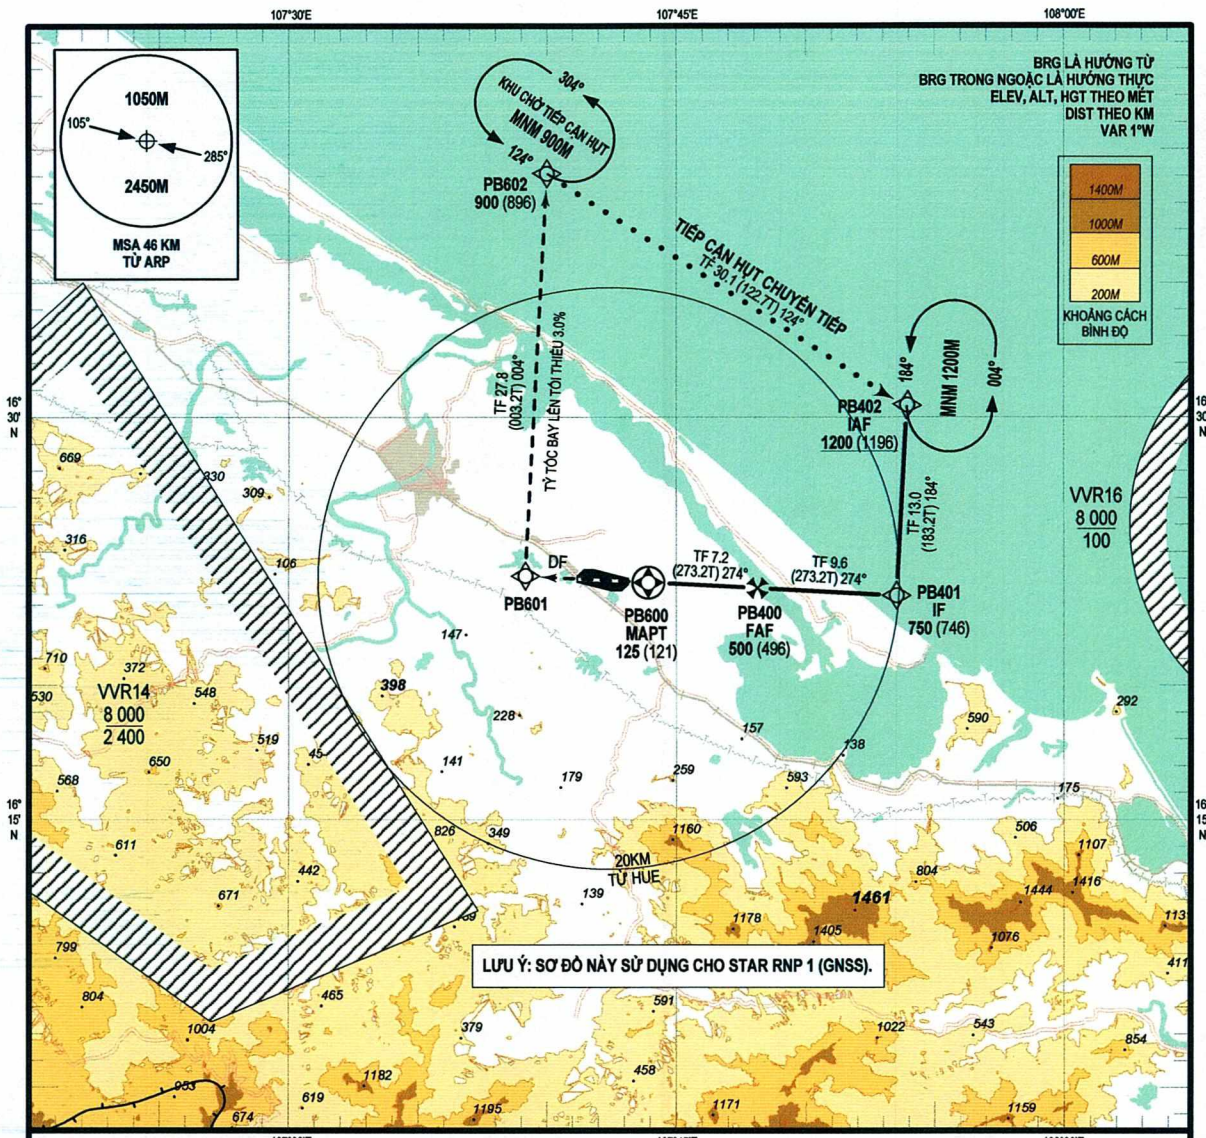 107°30'E
107°45'E
108°00'E
1050M
105°
285°
2450M
MSA 46 KM
TỪ ARP
BRG LÀ HƯỚNG TỪ
BRG TRONG NGOẶC LÀ HƯỚNG THỰC
ELEV, ALT, HGT THEO MÉT
DIST THEO KM
VAR 1°W
1400M
1000M
600M
200M
KHOẢNG CÁCH
BÌNH ĐỘ
304°
KHU CHỜ TIẾP CẬN HỤT
MNM 900M
124°
PB602
900 (896)
TIẾP CẬN HỤT CHUYỂN TIẾP
TF 30.1 (122.7T) 124°
184°
MNM 1200M
004°
PB402
IAF
1200 (1196)
TF 27.8
(003.2T) 004°
TỶ TỐC BAY LÊN TỐI THIỂU 3.0%
16°
30'
N
16°
30
N
TF 13.0
(183.2T) 184°
VVR16
8 000
100
669
330
309
316
106
DF
TF 7.2
(273.2T) 274°
TF 9.6
(273.2T) 274°
PB601
PB600
MAPT
125 (121)
PB400
FAF
500 (496)
PB401
IF
750 (746)
147
710
372
530
548
VVR14
8 000
2 400
398
228
292
590
519
45
157
138
650
568
141
179
259
593
175
16°
15'
N
16°
15
N
826
349
1160
506
611
1107
20KM
TỪ HUE
442
804
1416
671
139
1461
1444
1178
1405
1076
113
799
LƯU Ý: SƠ ĐỒ NÀY SỬ DỤNG CHO STAR RNP 1 (GNSS).
411
804
465
591
1004
379
1022
543
854
953
1182
458
619
674
1195
1171
1159